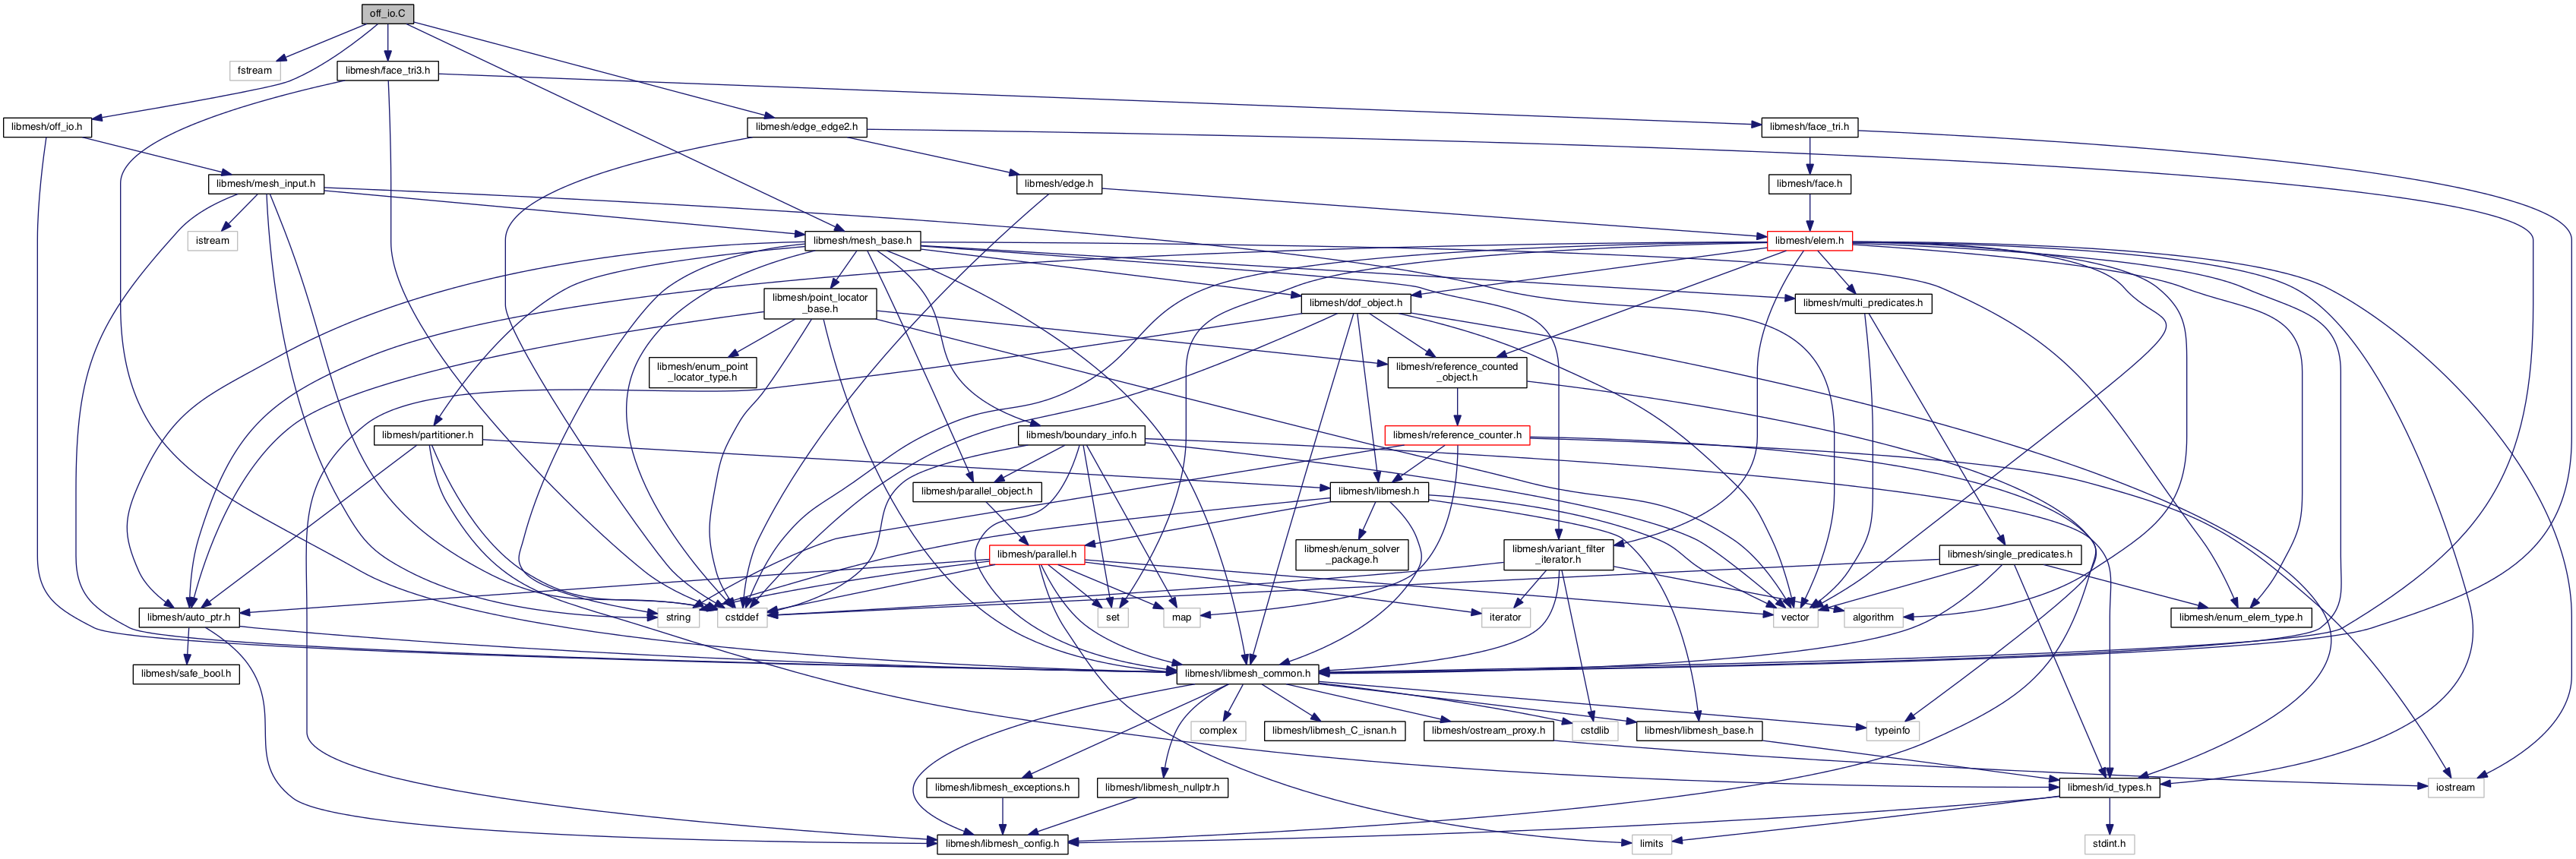 off_io.C
fstream
libmesh/face_tri3.h
libmesh/off_io.h
libmesh/edge_edge2.h
libmesh/face_tri.h
libmesh/mesh_input.h
libmesh/edge.h
libmesh/face.h
istream
libmesh/mesh_base.h
libmesh/elem.h
libmesh/point_locator
_base.h
libmesh/dof_object.h
libmesh/multi_predicates.h
libmesh/enum_point
_locator_type.h
libmesh/reference_counted
_object.h
libmesh/partitioner.h
libmesh/boundary_info.h
libmesh/reference_counter.h
libmesh/parallel_object.h
libmesh/libmesh.h
libmesh/parallel.h
libmesh/enum_solver
_package.h
libmesh/variant_filter
_iterator.h
libmesh/single_predicates.h
libmesh/auto_ptr.h
string
cstddef
set
map
iterator
vector
algorithm
libmesh/enum_elem_type.h
libmesh/safe_bool.h
libmesh/libmesh_common.h
complex
libmesh/libmesh_C_isnan.h
libmesh/ostream_proxy.h
cstdlib
libmesh/libmesh_base.h
typeinfo
libmesh/libmesh_exceptions.h
libmesh/libmesh_nullptr.h
libmesh/id_types.h
iostream
libmesh/libmesh_config.h
limits
stdint.h